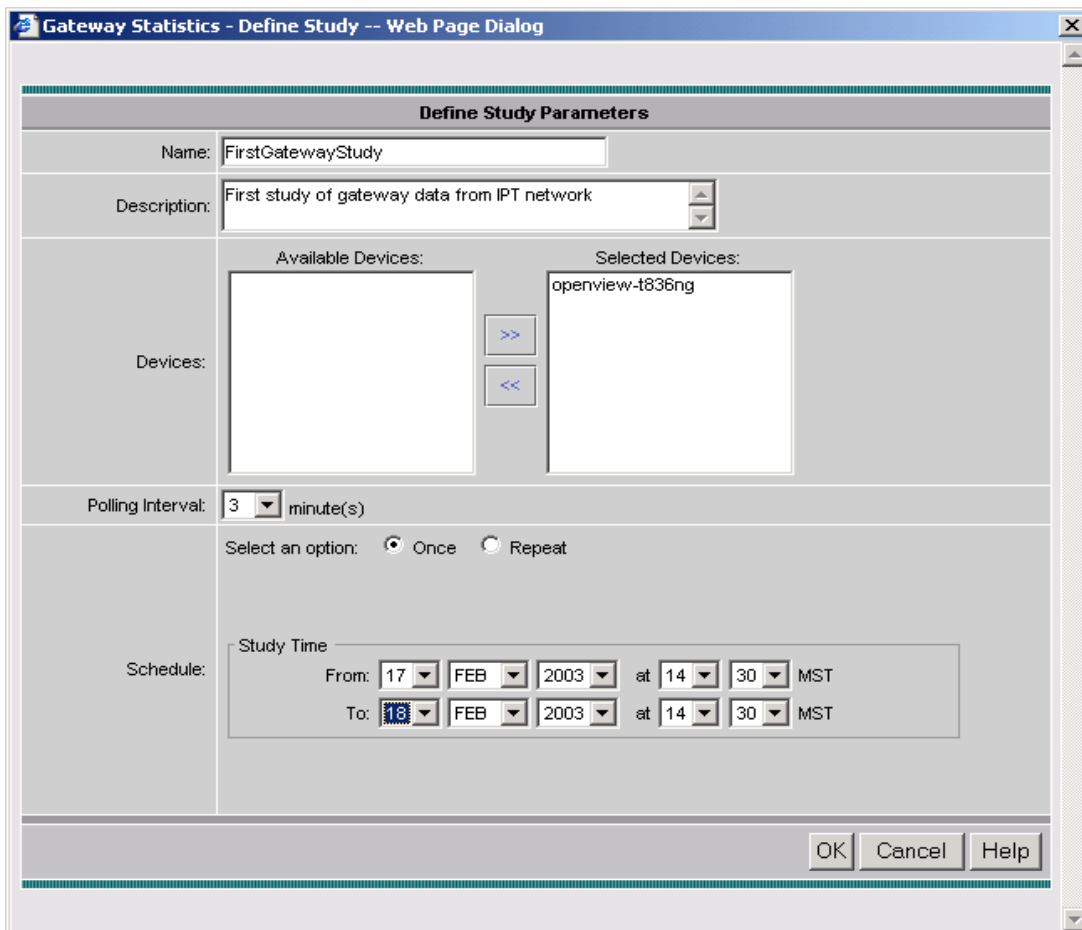 Gateway Statistics - Define Study -- Web Page Dialog
Define Study Parameters
Name: FirstGatewayStudy
Description: First study of gateway data from IPT network
Available Devices: Selected Devices:
openview-t836ng
Devices: >>
<<
Polling Interval: 3 minute(s)
Select an option: Once Repeat
Schedule:
Study Time
From: 17 FEB 2003 at 14 30 MST
To: 18 FEB 2003 at 14 30 MST
OK Cancel Help